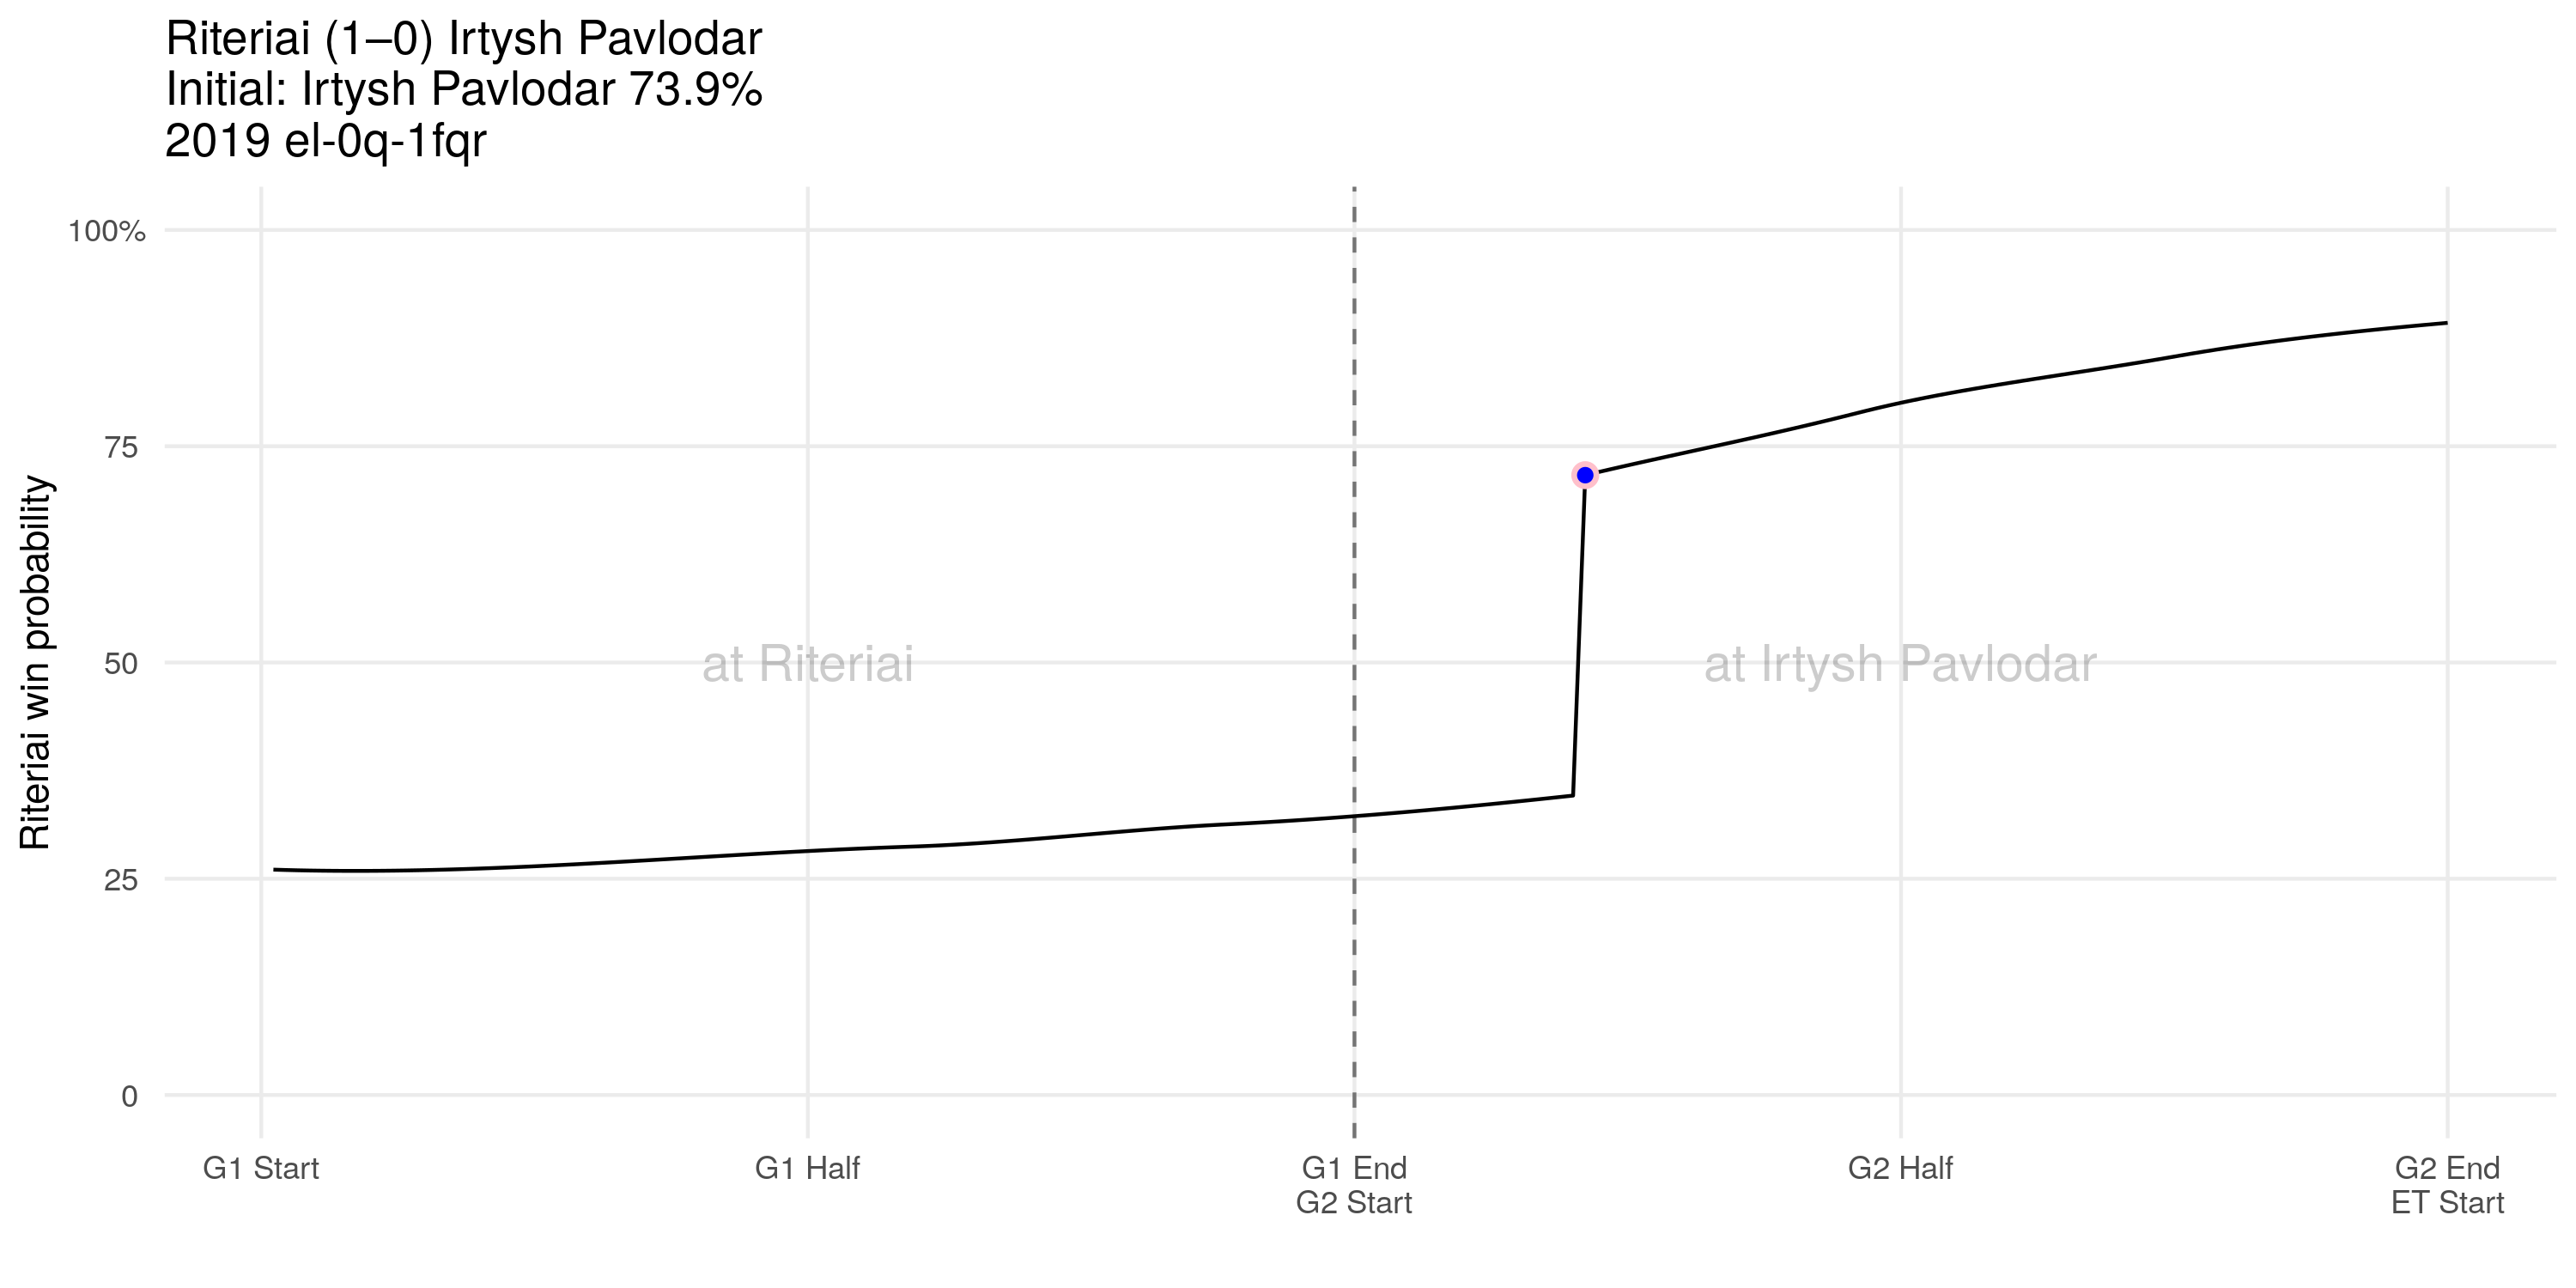 Riteriai (1–0) Irtysh Pavlodar
Initial: Irtysh Pavlodar 73.9%
2019 el-0q-1fqr
Riteriai win probability
100%
75
50
25
0
at Riteriai
at Irtysh Pavlodar
G1 Start
G1 Half
G1 End
G2 Start
G2 Half
G2 End
ET Start